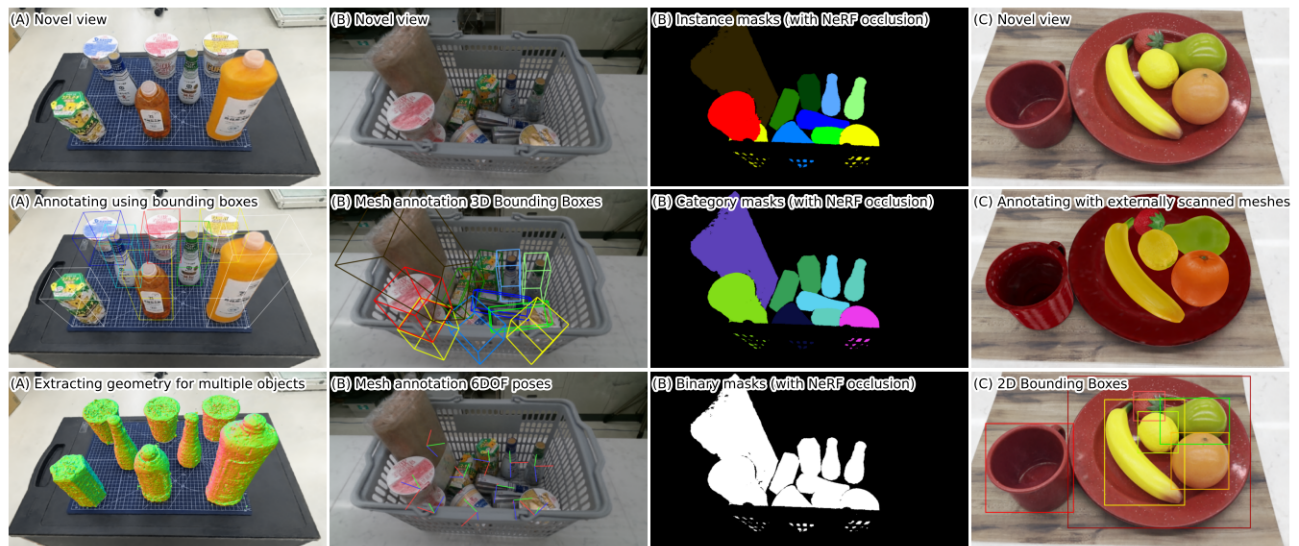 (A) Novel view
(B) Novel view
(B) Instance masks (with NeRF occlusion)
(C) Novel view
(A) Annotating using bounding boxes
(B) Mesh annotation 3D Bounding Boxes
(B) Category masks (with NeRF occlusion)
(C) Annotating with externally scanned meshes
(A) Extracting geometry for multiple objects
(B) Mesh annotation 6DOF poses
(B) Binary masks (with NeRF occlusion)
(C) 2D Bounding Boxes